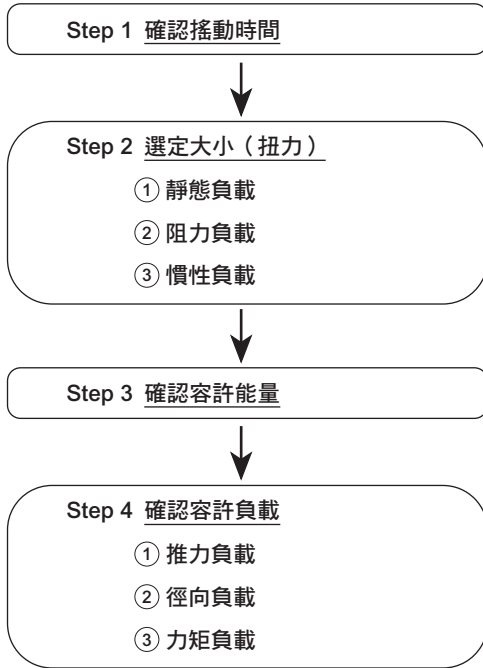 Step 1 確認搖動時間
Step 2 選定大小（扭力）
① 靜態負載
② 阻力負載
③ 慣性負載
Step 3 確認容許能量
Step 4 確認容許負載
① 推力負載
② 徑向負載
③ 力矩負載